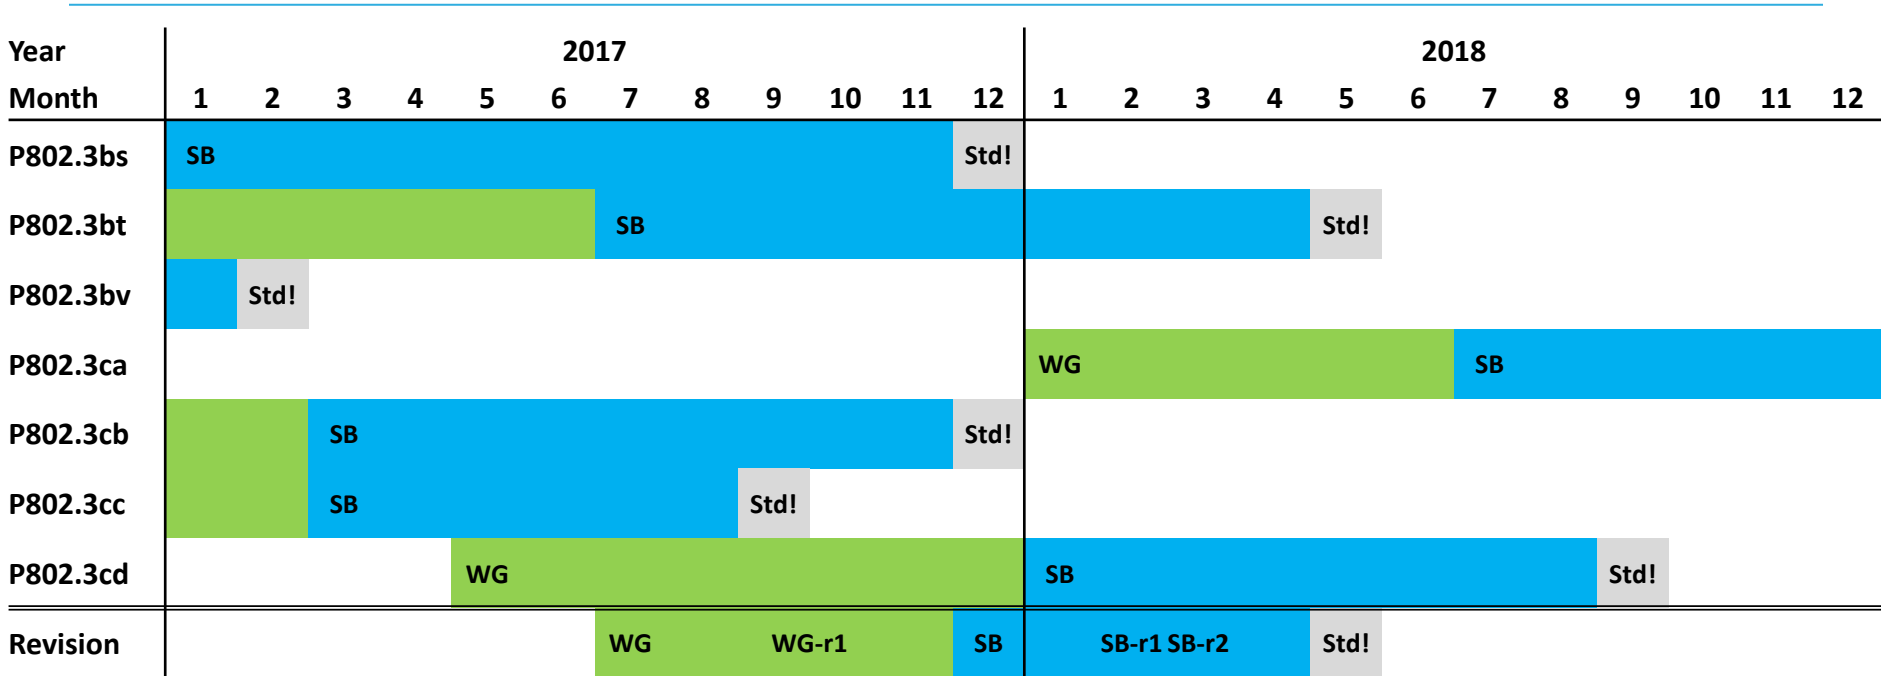 Year 2017 2018
Month 1 2 3 4 5 6 7 8 9 10 11 12 1 2 3 4 5 6 7 8 9 10 11 12
P802.3bs SB Std!
P802.3bt SB Std!
P802.3bv Std!
P802.3ca WG SB
P802.3cb SB Std!
P802.3cc SB Std!
P802.3cd WG SB Std!
Revision WG WG-r1 SB SB-r1 SB-r2 Std!